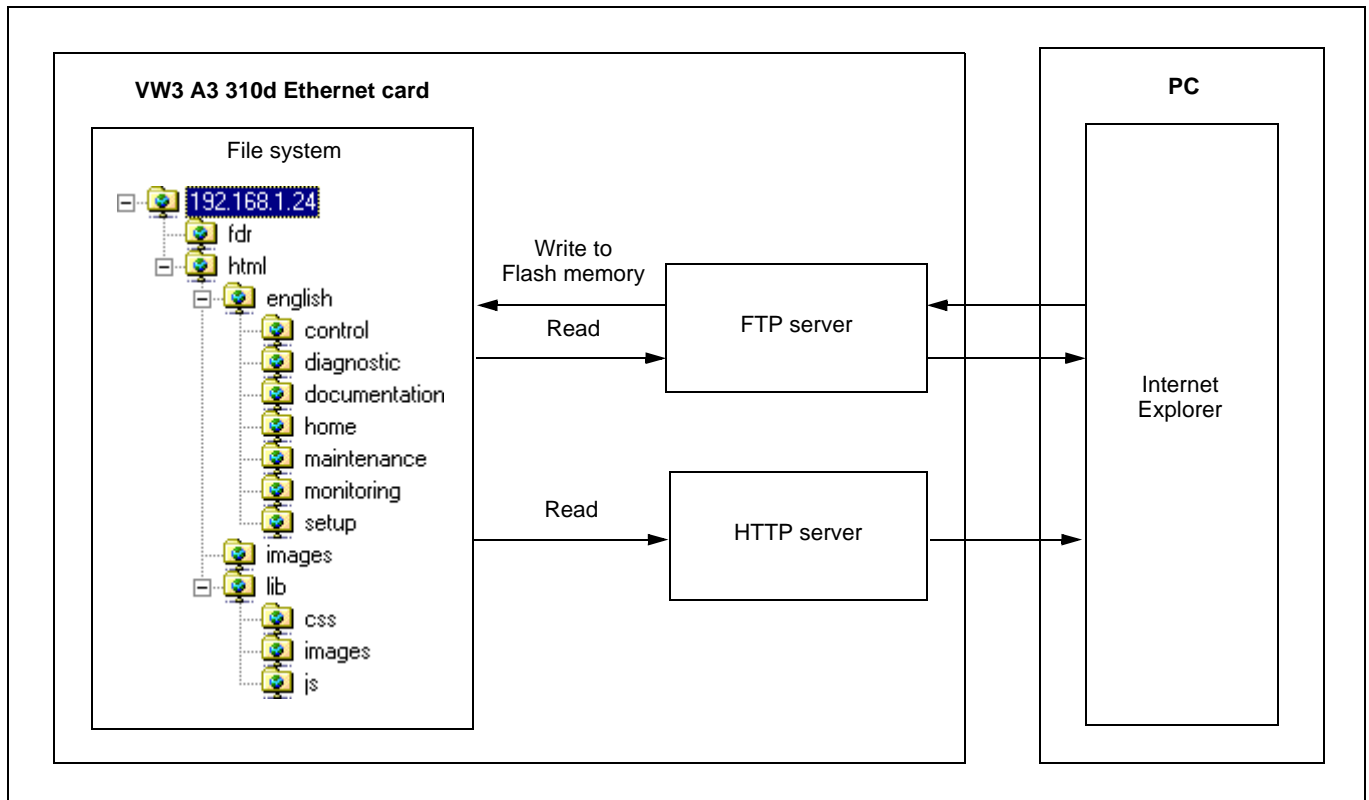 VW3 A3 310d Ethernet card
File system
192.168.1.24
fdr
html
english
control
diagnostic
documentation
home
maintenance
monitoring
setup
images
lib
css
images
js
Write to
Flash memory
Read
FTP server
Read
HTTP server
PC
Internet
Explorer